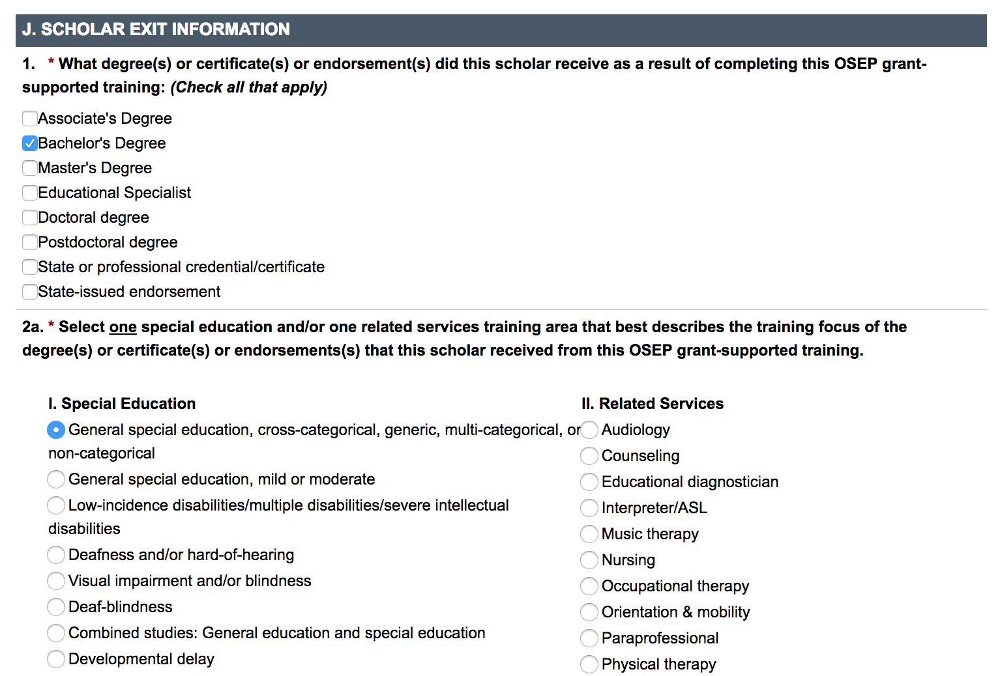 J. SCHOLAR EXIT INFORMATION
1. * What degree(s) or certificate(s) or endorsement(s) did this scholar receive as a result of completing this OSEP grant-
supported training: (Check all that apply)
Associate's Degree
Bachelor's Degree
Master's Degree
Educational Specialist
Doctoral degree
Postdoctoral degree
State or professional credential/certificate
State-issued endorsement
2a. * Select one special education and/or one related services training area that best describes the training focus of the
degree(s) or certificate(s) or endorsements(s) that this scholar received from this OSEP grant-supported training.
I. Special Education
General special education, cross-categorical, generic, multi-categorical, or
non-categorical
General special education, mild or moderate
Low-incidence disabilities/multiple disabilities/severe intellectual
disabilities
Deafness and/or hard-of-hearing
Visual impairment and/or blindness
Deaf-blindness
Combined studies: General education and special education
Developmental delay
II. Related Services
Audiology
Counseling
Educational diagnostician
Interpreter/ASL
Music therapy
Nursing
Occupational therapy
Orientation & mobility
Paraprofessional
Physical therapy